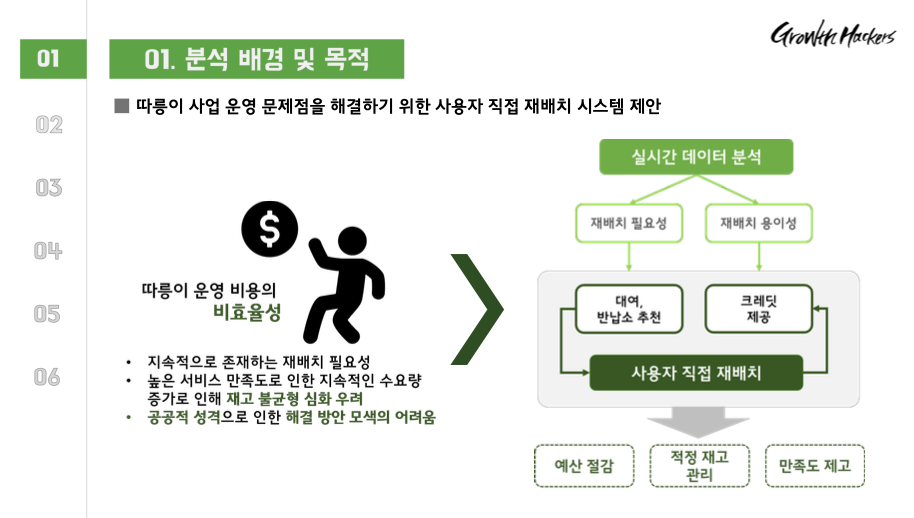 Growth Hackers
01
01. 분석 배경 및 목적
02
03
04
05
06
따릉이 사업 운영 문제점을 해결하기 위한 사용자 직접 재배치 시스템 제안
$
따릉이 운영 비용의
비효율성
• 지속적으로 존재하는 재배치 필요성
• 높은 서비스 만족도로 인한 지속적인 수요량
증가로 인해 재고 불균형 심화 우려
• 공공적 성격으로 인한 해결 방안 모색의 어려움
실시간 데이터 분석
재배치 필요성
재배치 용이성
대여,
반납소 추천
크레딧
제공
사용자 직접 재배치
예산 절감
적정 재고
관리
만족도 제고